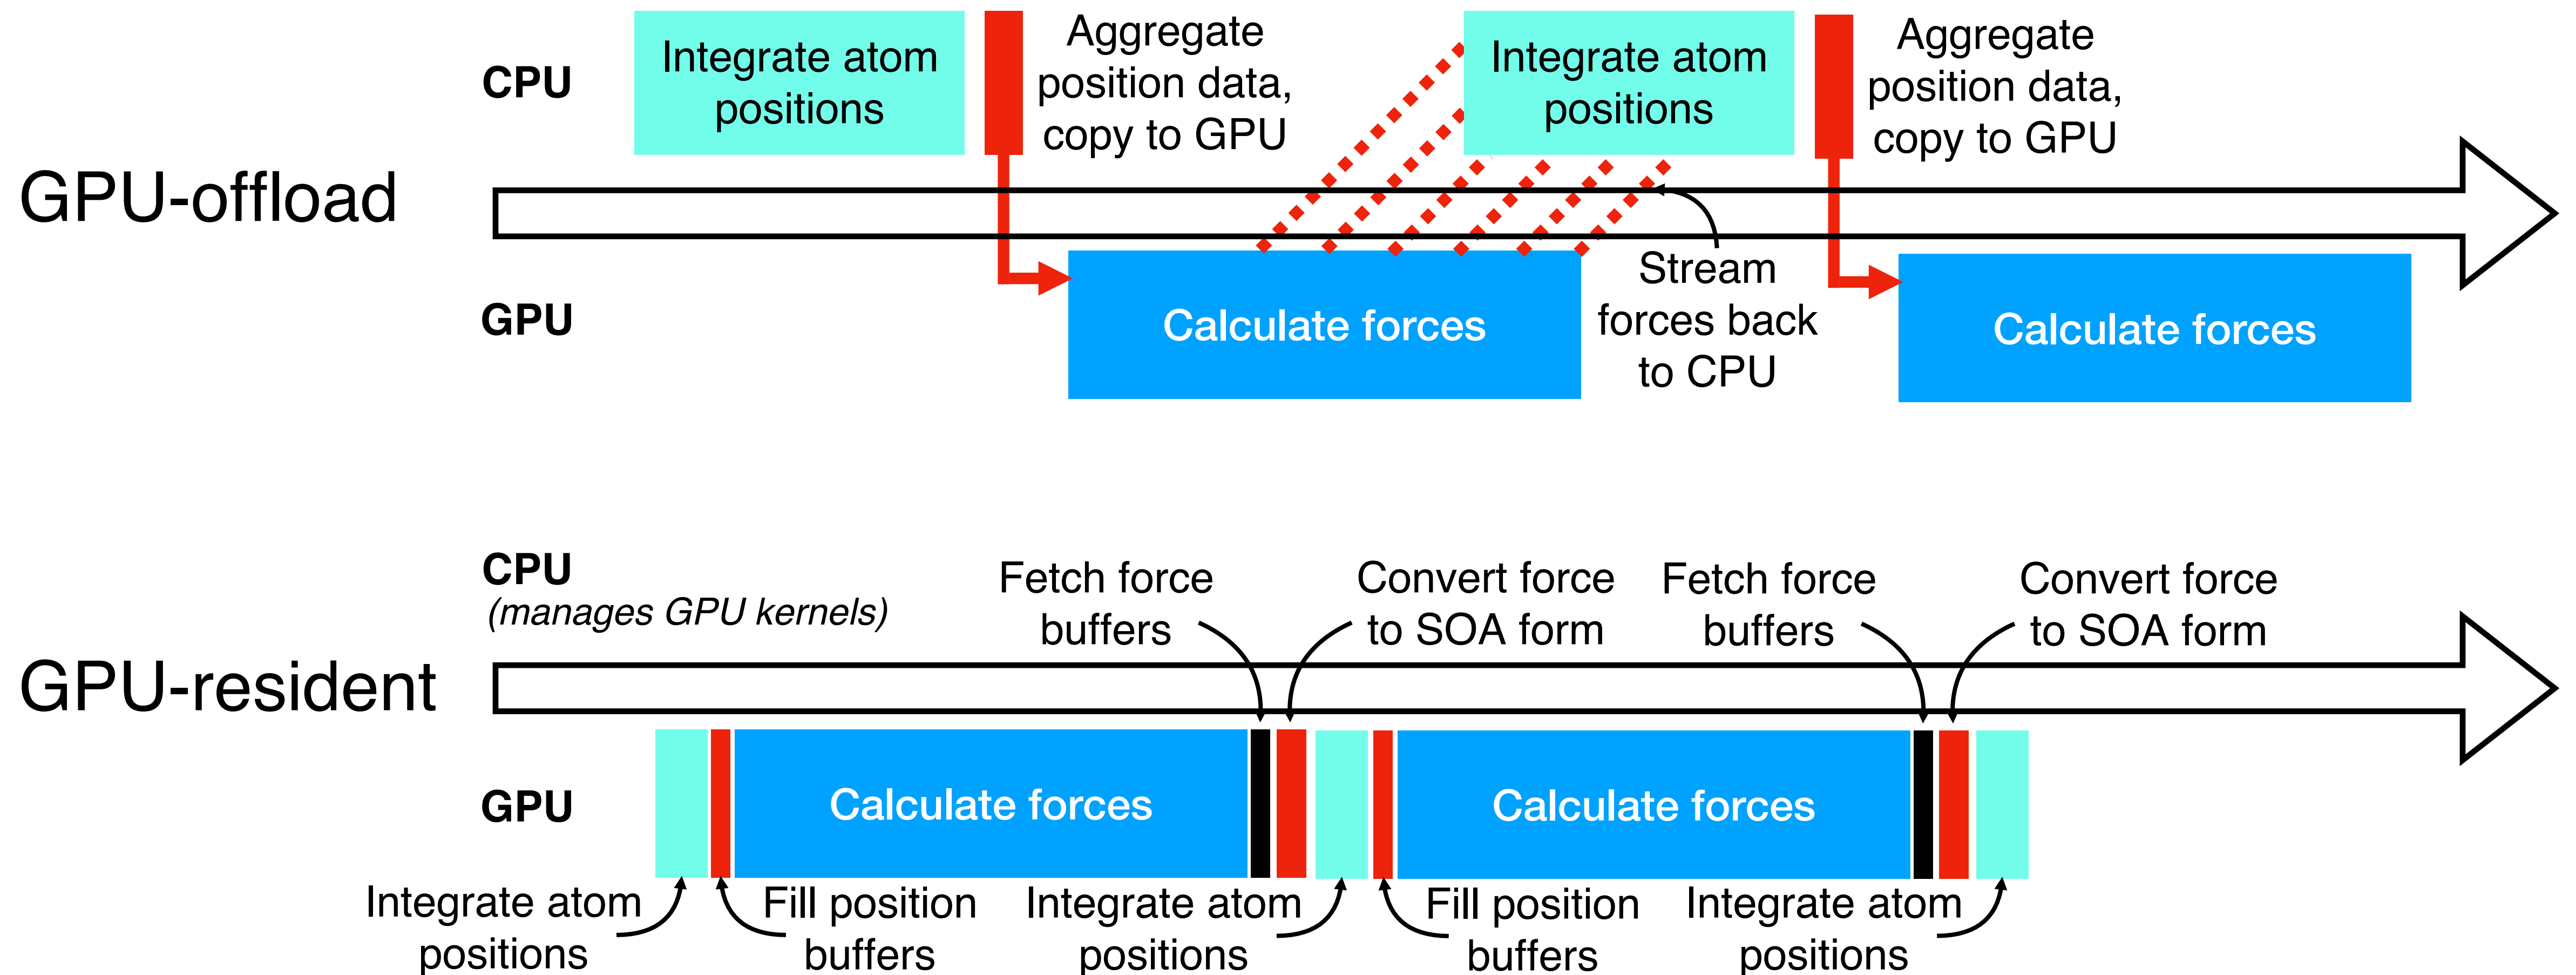 CPU
Integrate atom
positions
Aggregate
position data,
copy to GPU
Integrate atom
positions
Aggregate
position data,
copy to GPU
GPU-offload
GPU
Calculate forces
Stream
forces back
to CPU
Calculate forces
CPU
(manages GPU kernels)
Fetch force
buffers
Convert force
to SOA form
Fetch force
buffers
Convert force
to SOA form
GPU-resident
GPU
Calculate forces
Calculate forces
Integrate atom
positions
Fill position
buffers
Integrate atom
positions
Fill position
buffers
Integrate atom
positions